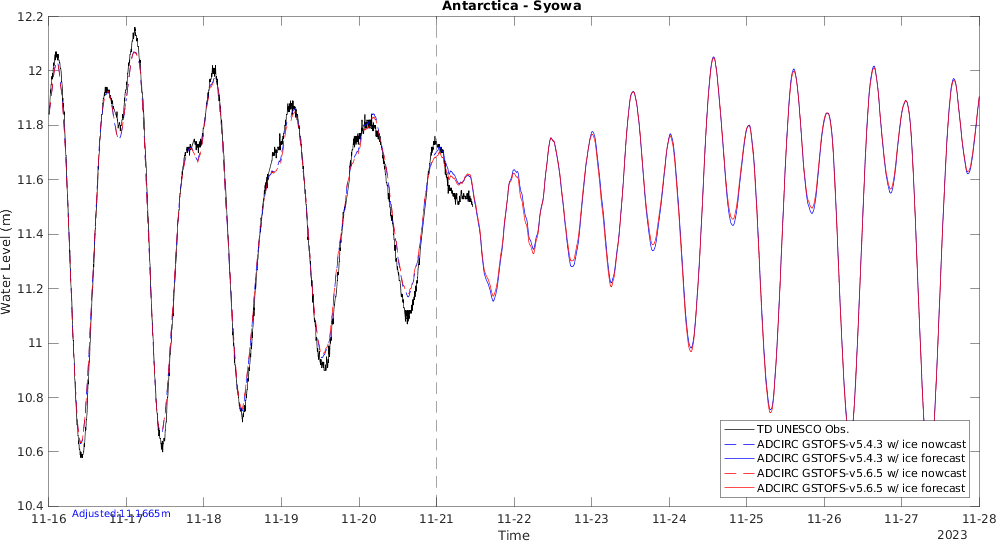 Antarctica - Syowa
Water Level (m)
12.2
12
11.8
11.6
11.4
11.2
11
10.8
10.6
10.4
TD UNESCO Obs.
ADCIRC GSTOFS-v5.4.3 w/ ice nowcast
ADCIRC GSTOFS-v5.4.3 w/ ice forecast
ADCIRC GSTOFS-v5.6.5 w/ ice nowcast
ADCIRC GSTOFS-v5.6.5 w/ ice forecast
Adjusted:11.1665m
11-16 11-17 11-18 11-19 11-20 11-21 11-22 11-23 11-24 11-25 11-26 11-27 11-28
Time
2023